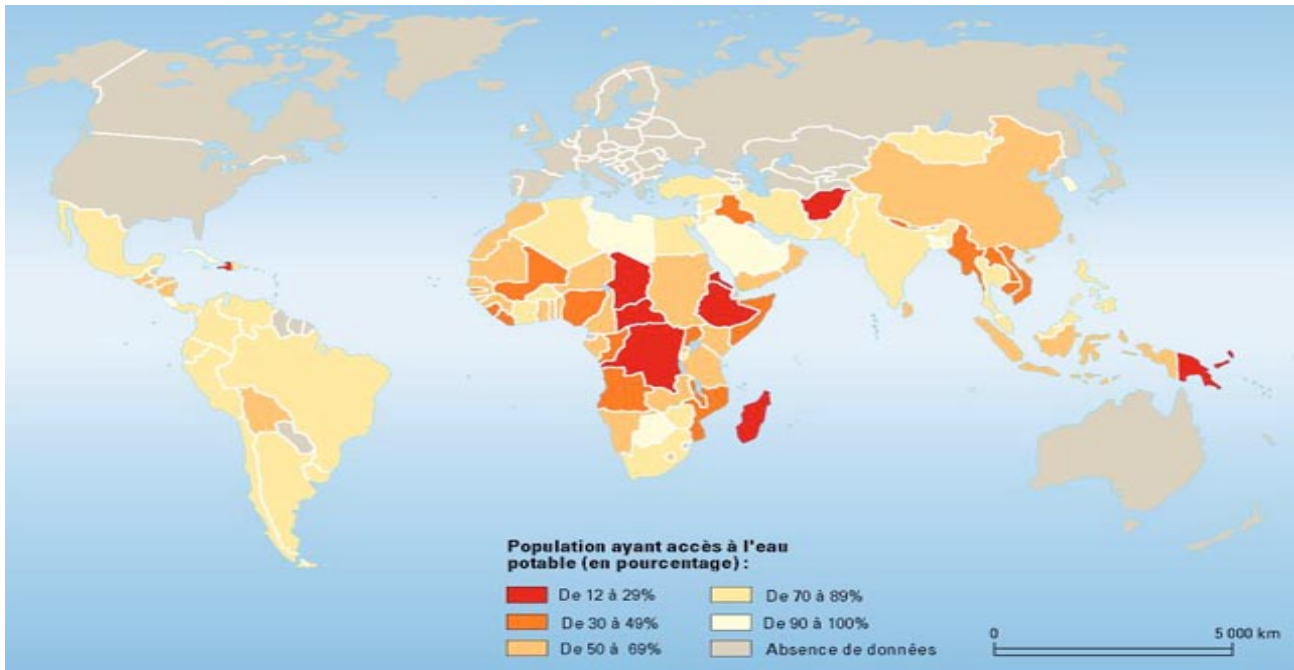 Population ayant accès à l'eau
potable (en pourcentage) :
De 12 à 29%
De 30 à 49%
De 50 à 69%
De 70 à 89%
De 90 à 100%
Absence de données
0 5 000 km